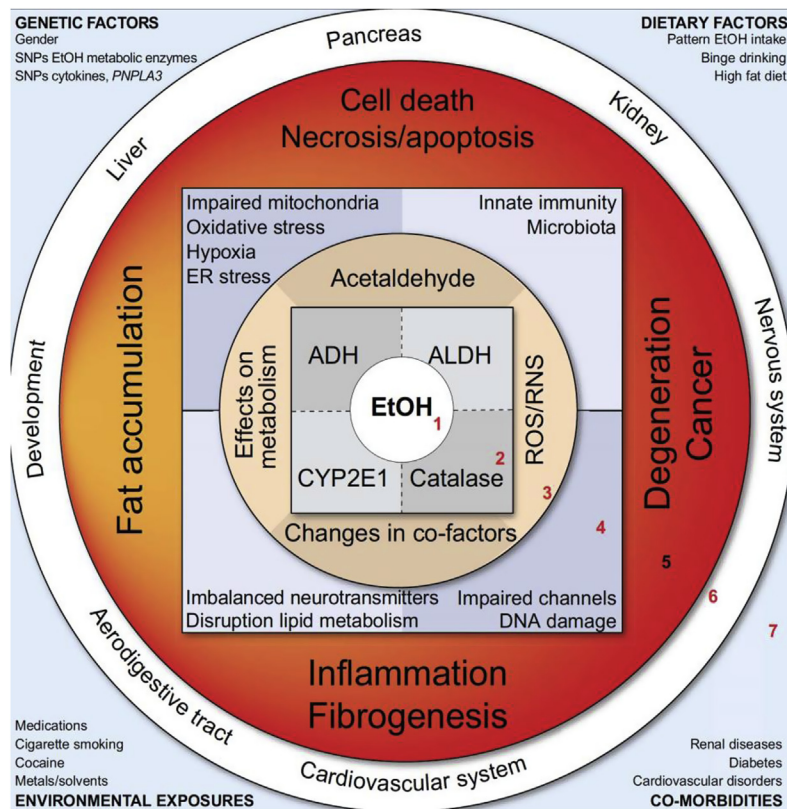 GENETIC FACTORS
Gender
SNPs EtOH metabolic enzymes
SNPs cytokines, PNPLA3
DIETARY FACTORS
Pattern EtOH intake
Binge drinking
High fat diet
Pancreas
Kidney
Liver
Nervous system
Development
Aerodigestive tract
Cardiovascular system
Cell death
Necrosis/apoptosis
Fat accumulation
Degeneration
Cancer
Inflammation
Fibrogenesis
Impaired mitochondria
Oxidative stress
Hypoxia
ER stress
Innate immunity
Microbiota
Imbalanced neurotransmitters
Disruption lipid metabolism
Impaired channels
DNA damage
Acetaldehyde
Effects on
metabolism
ROS/RNS
Changes in co-factors
ADH
ALDH
EtOH
CYP2E1
Catalase
1
2
3
4
5
6
7
Medications
Cigarette smoking
Cocaine
Metals/solvents
ENVIRONMENTAL EXPOSURES
Renal diseases
Diabetes
Cardiovascular disorders
CO-MORBIDITIES